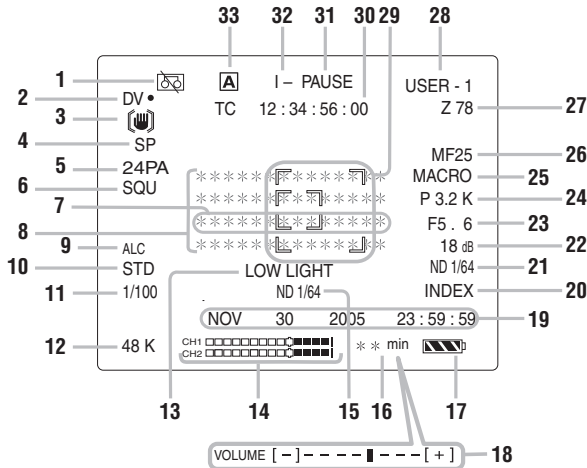 33 32 31 30 29 28
1 A I – PAUSE USER - 1
2 DV • TC 12 : 34 : 56 : 00 Z 78 27
3
4 SP MF25 26
5 24PA ***************** MACRO 25
6 SQU ***************** P 3.2 K 24
7 ***************** F5 . 6 23
8 ***************** 18 dB 22
9 ALC ND 1/64 21
10 STD LOW LIGHT INDEX 20
11 1/100 ND 1/64
NOV 30 2005 23 : 59 : 59 19
12 48 K CH1 ** min
CH2
13 14 15 16 17
VOLUME [ – ] – – – – – – – – – [ + ] 18